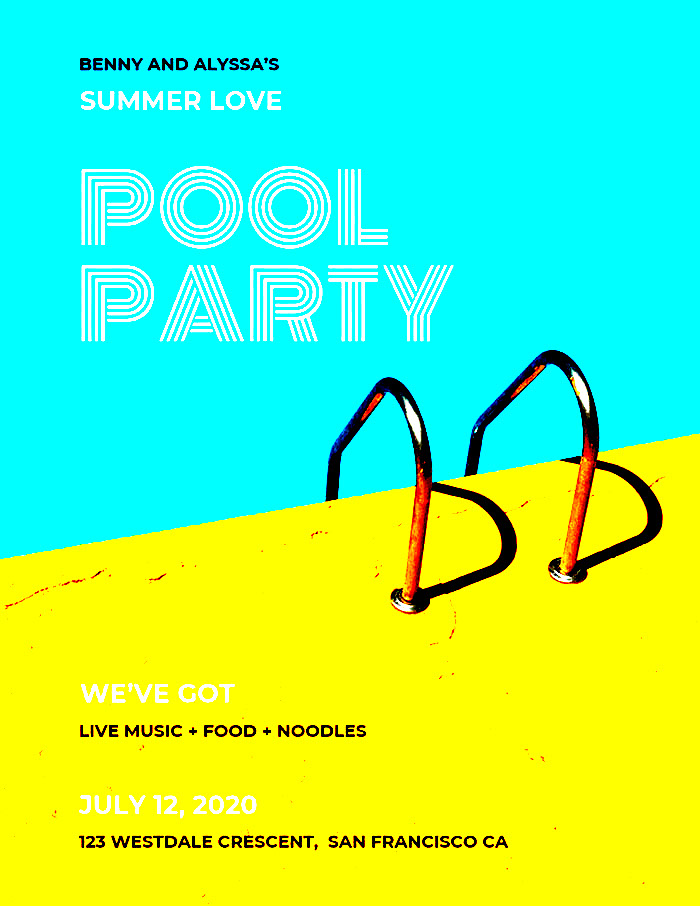 BENNY AND ALYSSA'S
SUMMER LOVE
POOL
PARTY
WE'VE GOT
LIVE MUSIC + FOOD + NOODLES
JULY 12, 2020
123 WESTDALE CRESCENT, SAN FRANCISCO CA